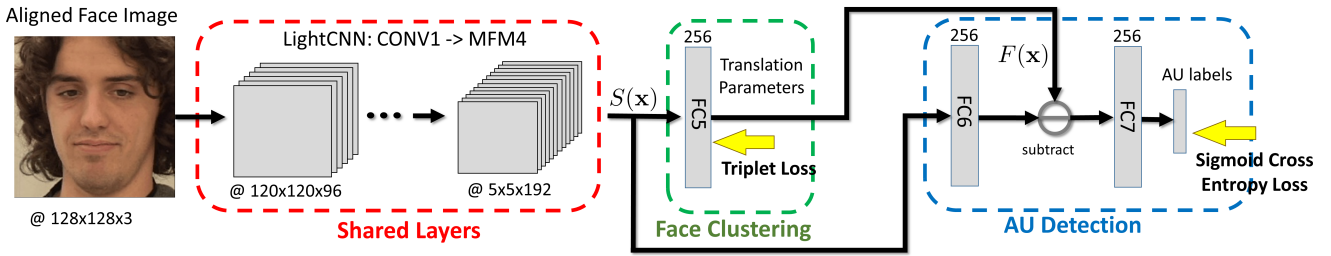 Aligned Face Image
@ 128x128x3
LightCNN: CONV1 -> MFM4
@ 120x120x96
@ 5x5x192
Shared Layers
S(x)
256
FC5
Translation
Parameters
Triplet Loss
Face Clustering
256
FC6
F(x)
subtract
256
FC7
AU labels
Sigmoid Cross
Entropy Loss
AU Detection